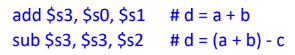 add $s3, $s0, $s1 # d = a + b
sub $s3, $s3, $s2 # d = (a + b) - c